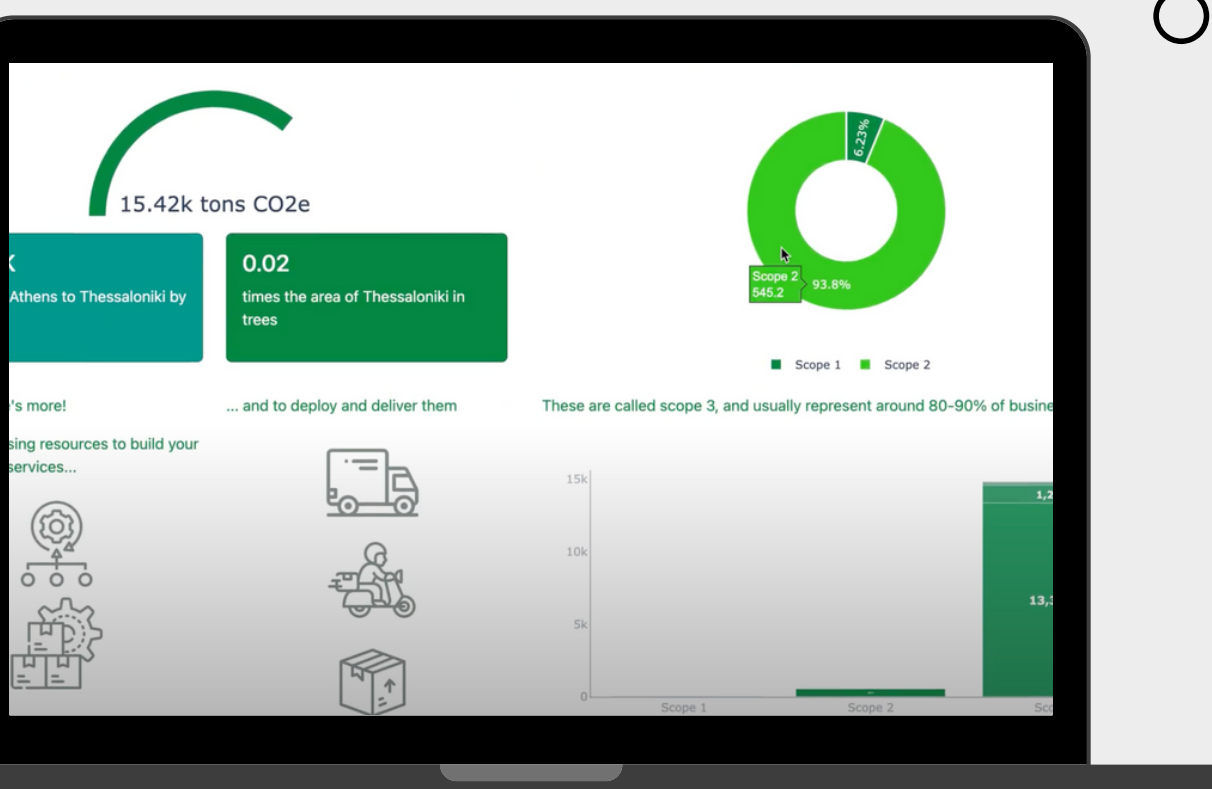 15.42k tons CO2e
Athens to Thessaloniki by
0.02
times the area of Thessaloniki in
trees
6.23%
Scope 2
545.2
93.8%
Scope 1
Scope 2
's more!
... and to deploy and deliver them
These are called scope 3, and usually represent around 80-90% of
resources to build your
services...
15k
10k
5k
0
Scope 1
Scope 2